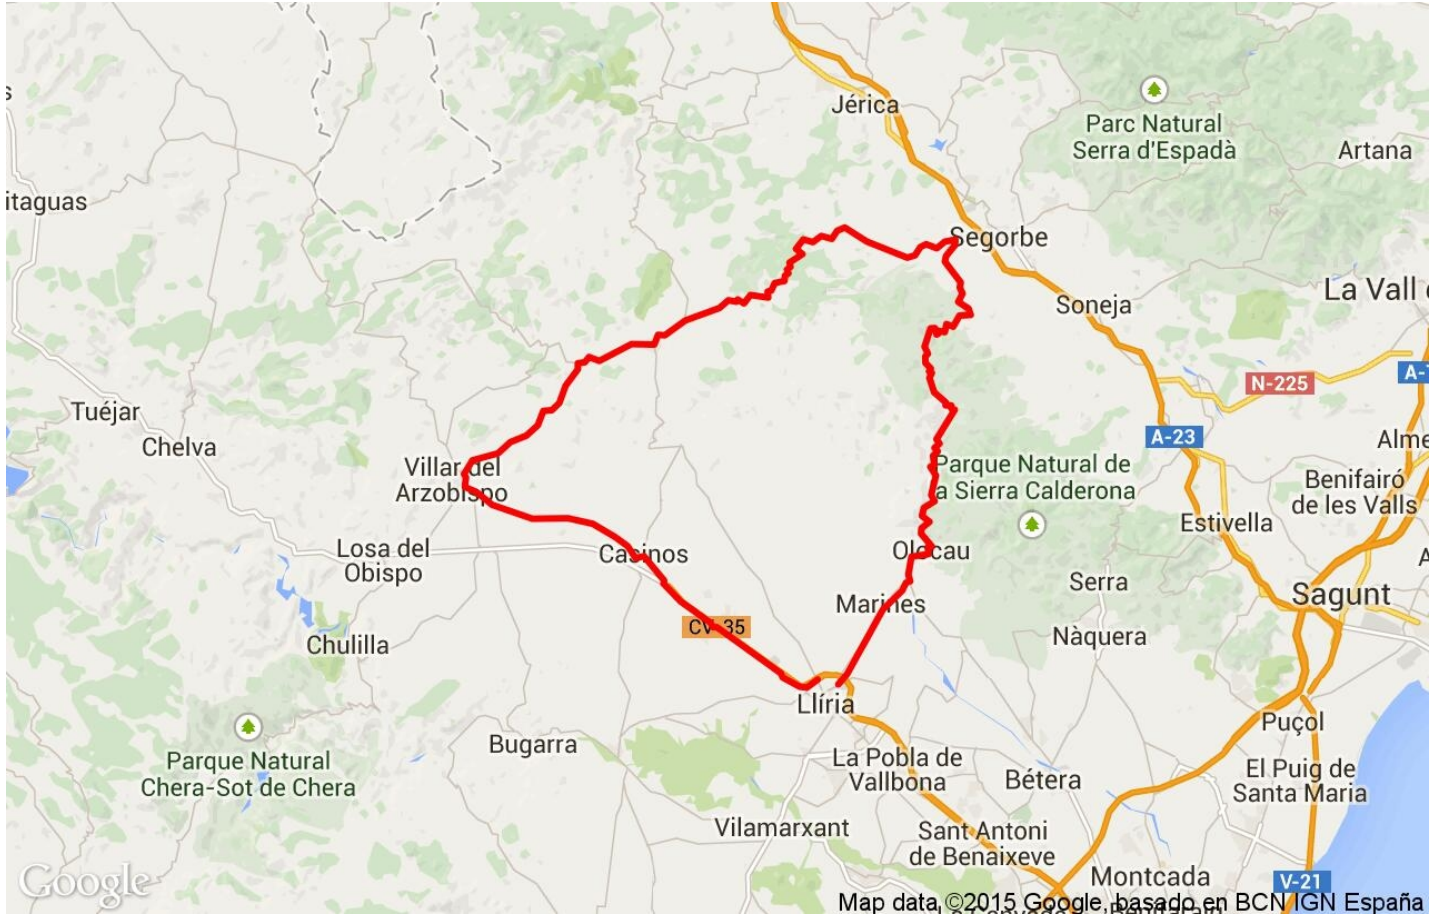 Jérica
Parc Natural
Serra d'Espadà
Artana
itaguas
Segorbe
La Vall
Soneja
N-225
A-
Tuéjar
Chelva
A-23
Alme
Villar del
Arzobispo
Parque Natural de
a Sierra Calderona
Benifairó
de les Valls
Estivella
Losa del
Obispo
Casinos
Olocau
Serra
Sagunt
Marines
CV-35
Nàquera
Chulilla
Llíria
Puçol
Bugarra
Parque Natural
Chera-Sot de Chera
La Pobla de
Vallbona
Bétera
El Puig de
Santa Maria
Vilamarxant
Sant Antoni
de Benaixeve
Montcada
V-21
Google
Map data ©2015 Google, basado en BCN IGN España